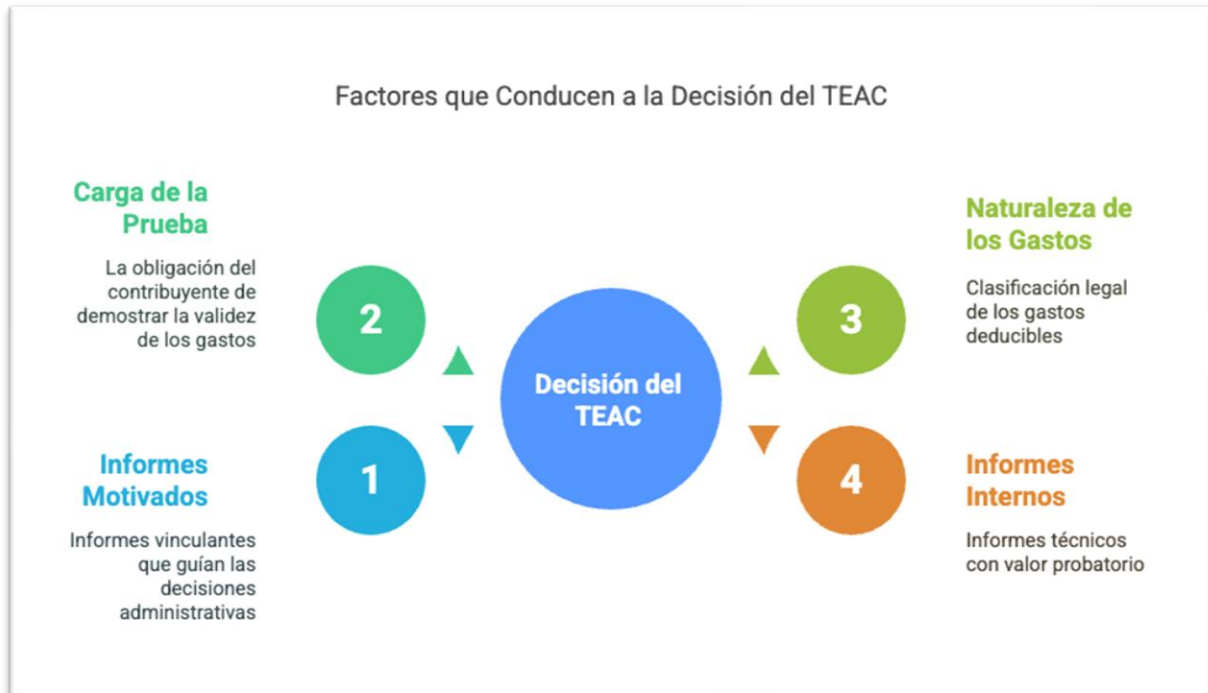 Factores que Conducen a la Decisión del TEAC
Carga de la
Prueba
La obligación del
contribuyente de
demostrar la validez
de los gastos
2
Informes
Motivados
Informes vinculantes
que guían las
decisiones
administrativas
1
Decisión del
TEAC
3
Naturaleza de
los Gastos
Clasificación legal
de los gastos
deducibles
4
Informes
Internos
Informes técnicos
con valor probatorio